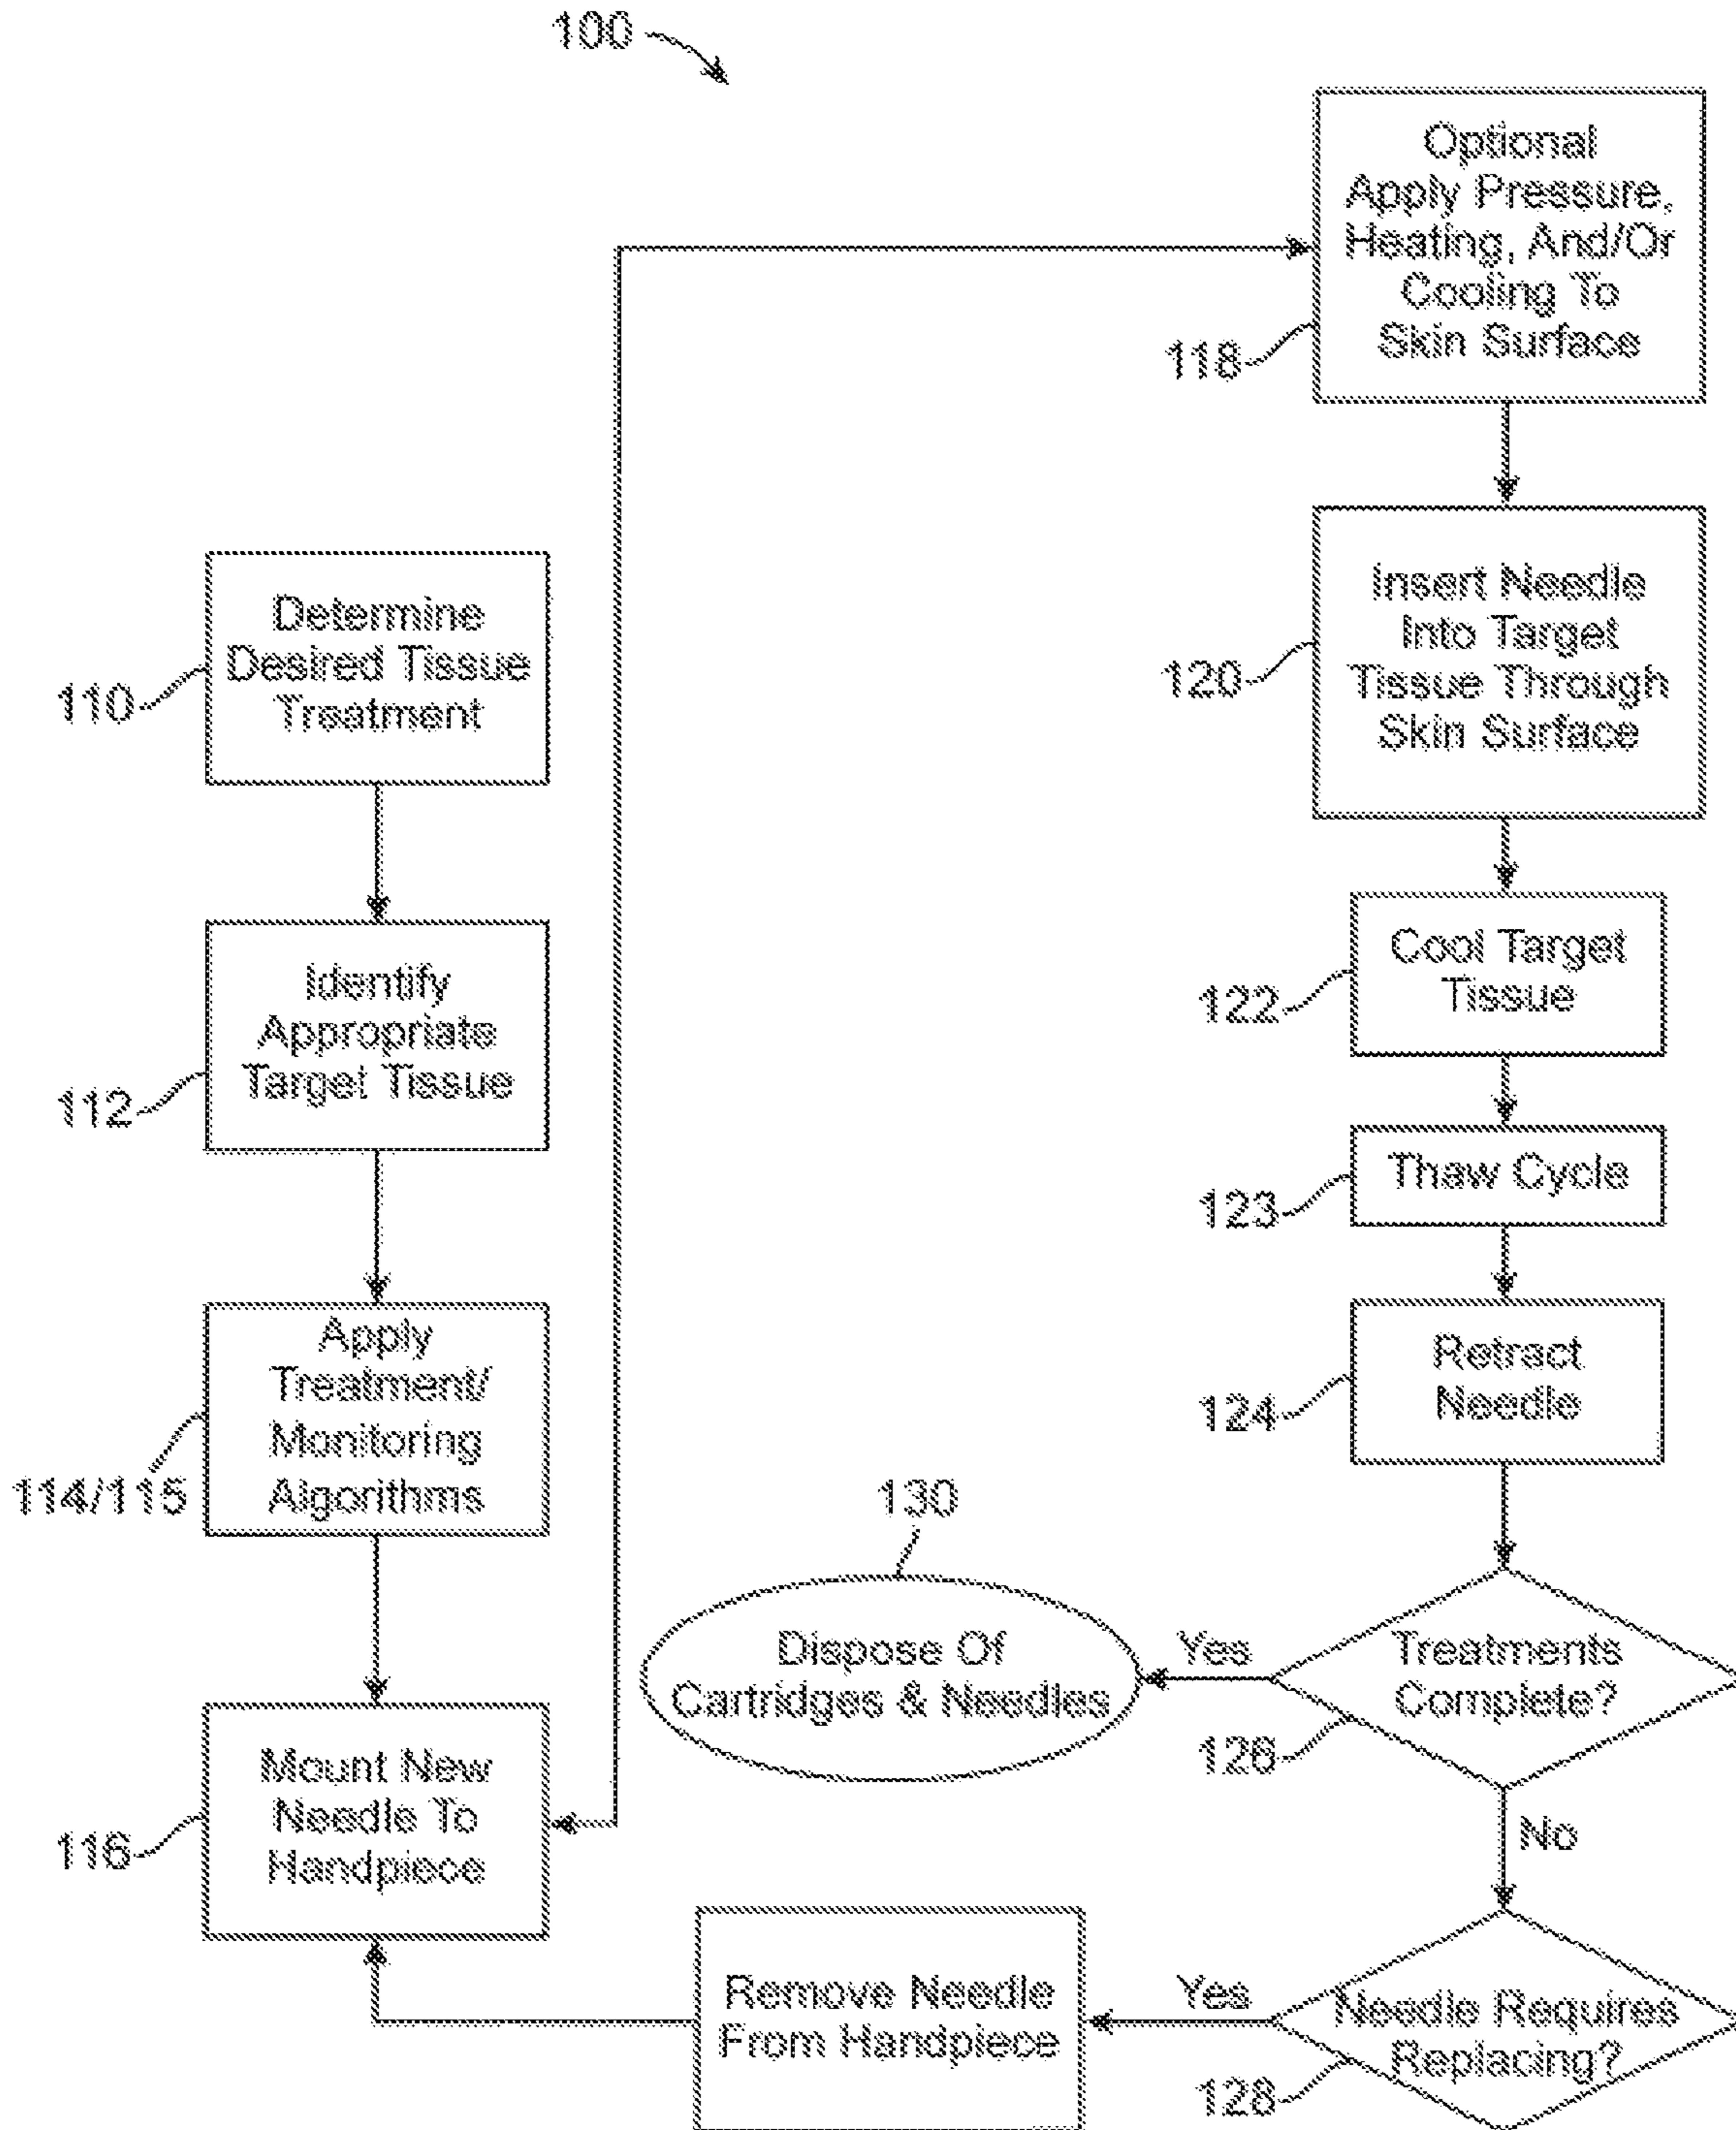 100
Determine
Desired Tissue
Treatment
110
Identify
Appropriate
Target Tissue
112
Apply
Treatment/
Monitoring
Algorithms
114/115
Mount New
Needle To
Handpiece
116
Optional
Apply Pressure,
Heating, And/Or
Cooling To
Skin Surface
118
Insert Needle
Into Target
Tissue Through
Skin Surface
120
Cool Target
Tissue
122
Thaw Cycle
123
Retract
Needle
124
Treatments
Complete?
126
Yes
130
Dispose Of
Cartridges & Needles
No
Needle Requires
Replacing?
128
Yes
Remove Needle
From Handpiece